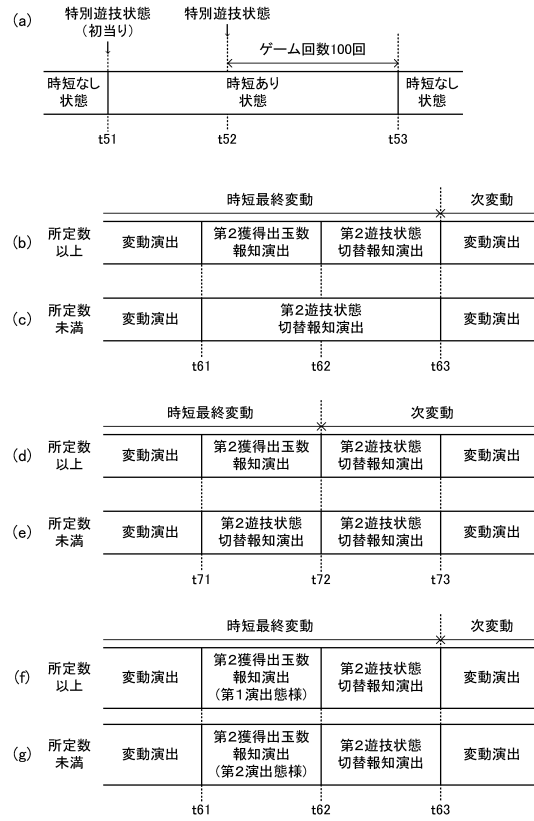 (a)
特別遊技状態
(初当り)
特別遊技状態
ゲーム回数100回
時短なし
状態
時短あり
状態
時短なし
状態
t51
t52
t53
時短最終変動
次変動
(b)
所定数
以上
変動演出
第2獲得出玉数
報知演出
第2遊技状態
切替報知演出
変動演出
(c)
所定数
未満
変動演出
第2遊技状態
切替報知演出
変動演出
t61
t62
t63
時短最終変動
次変動
(d)
所定数
以上
変動演出
第2獲得出玉数
報知演出
第2遊技状態
切替報知演出
変動演出
(e)
所定数
未満
変動演出
第2遊技状態
切替報知演出
第2遊技状態
切替報知演出
変動演出
t71
t72
t73
時短最終変動
次変動
(f)
所定数
以上
変動演出
第2獲得出玉数
報知演出
(第1演出態様)
第2遊技状態
切替報知演出
変動演出
(g)
所定数
未満
変動演出
第2獲得出玉数
報知演出
(第2演出態様)
第2遊技状態
切替報知演出
変動演出
t61
t62
t63